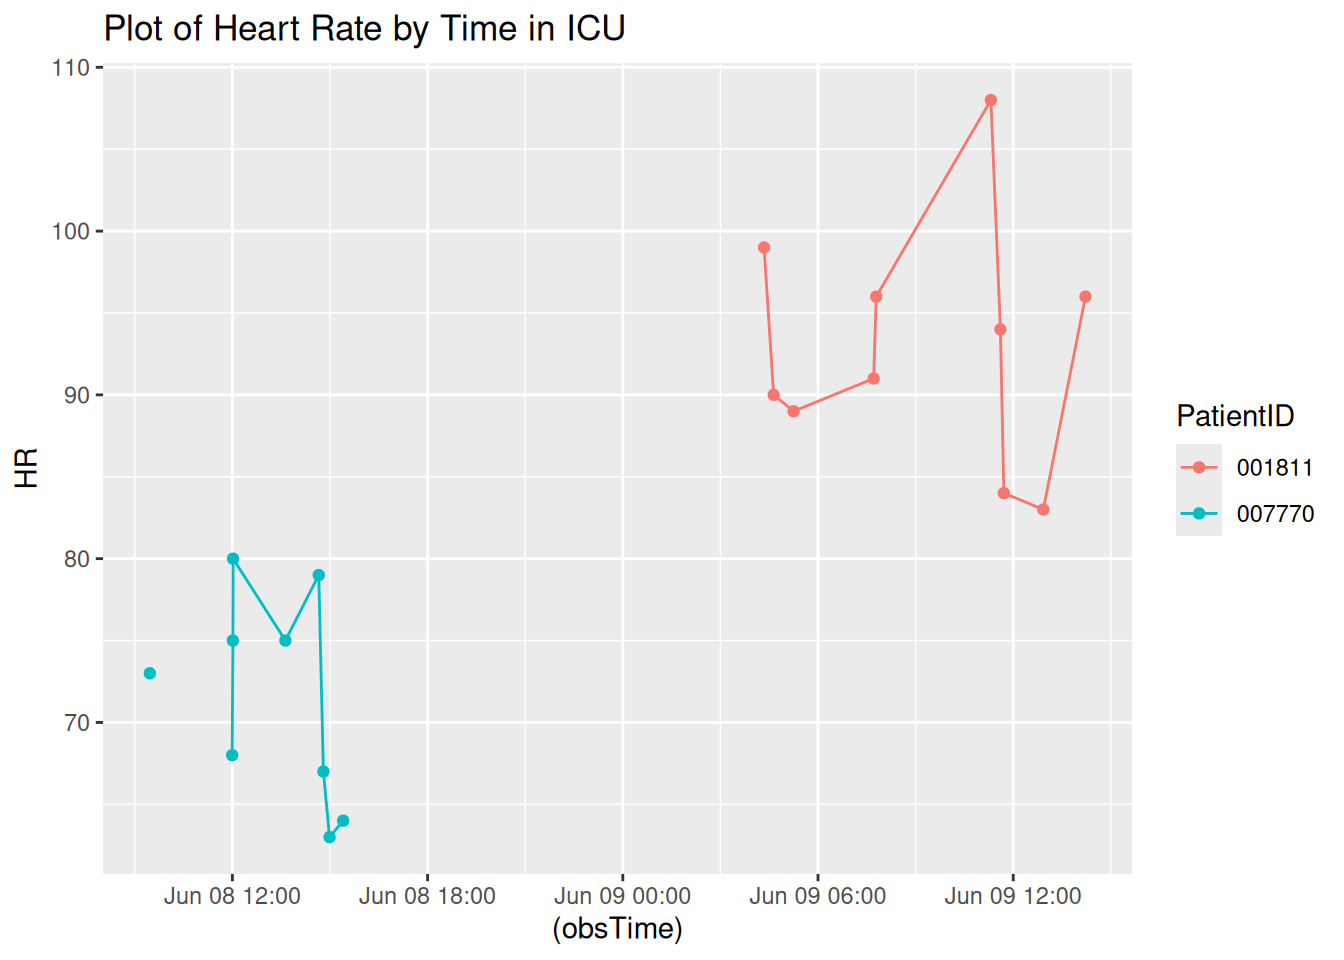 Plot of Heart Rate by Time in ICU
110
100
90
80
70
HR
Jun 08 12:00 Jun 08 18:00 Jun 09 00:00 Jun 09 06:00 Jun 09 12:00
(obsTime)
PatientID
001811
007770